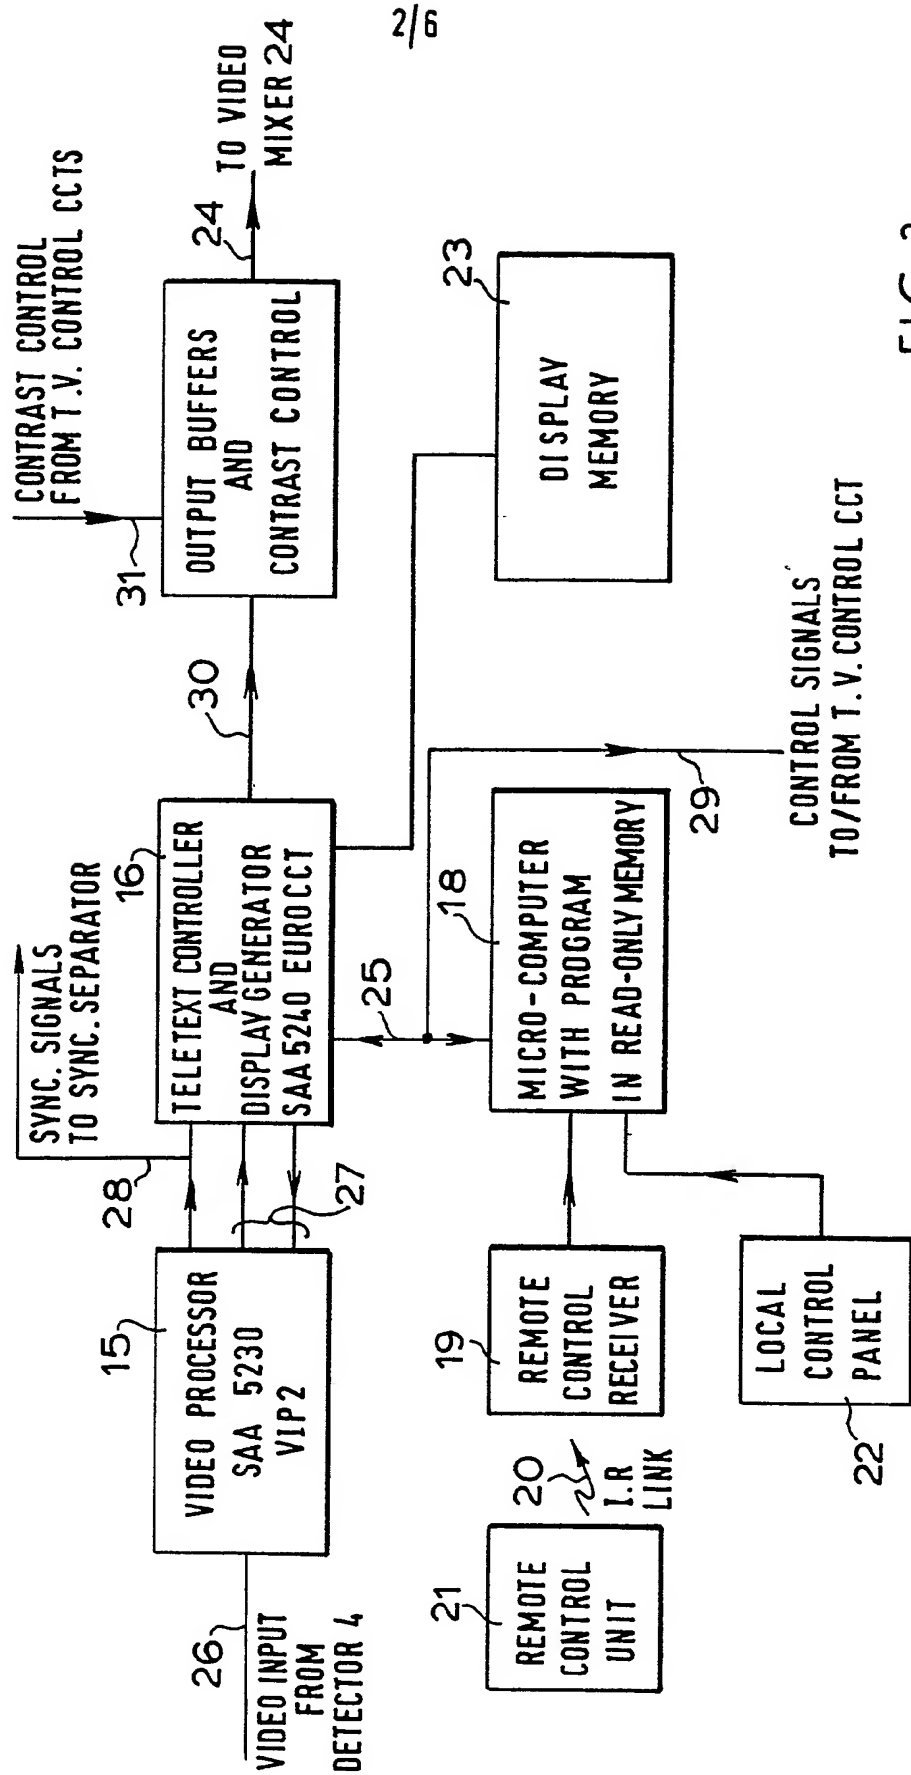 2/6
CONTRAST CONTROL
FROM T.V. CONTROL CCTS
31
OUTPUT BUFFERS
AND
CONTRAST CONTROL
24
TO VIDEO
MIXER 24
30
SYNC. SIGNALS
TO SYNC. SEPARATOR
28
16
TELETEXT CONTROLLER
AND
DISPLAY GENERATOR
SAA 5240 EURO CCT
27
15
VIDEO PROCESSOR
SAA 5230
VIP2
26
VIDEO INPUT
FROM
DETECTOR 4
25
23
DISPLAY
MEMORY
18
MICRO-COMPUTER
WITH PROGRAM
IN READ-ONLY MEMORY
29
CONTROL SIGNALS
TO/FROM T.V. CONTROL CCT
19
REMOTE
CONTROL
RECEIVER
20
I.R
LINK
21
REMOTE
CONTROL
UNIT
LOCAL
CONTROL
PANEL
22
FIG